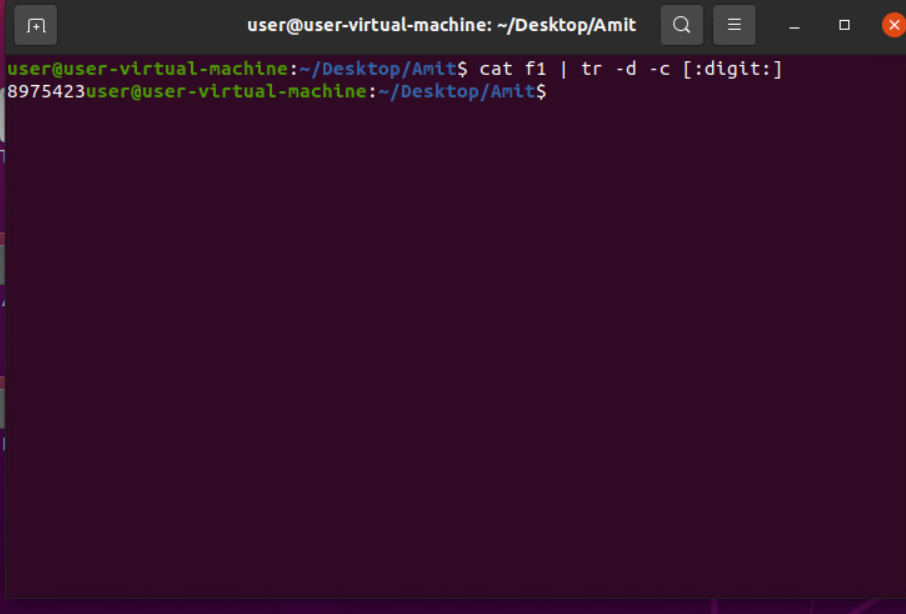 user@user-virtual-machine: ~/Desktop/Amit
user@user-virtual-machine:~/Desktop/Amit$ cat f1 | tr -d -c [:digit:]
8975423user@user-virtual-machine:~/Desktop/Amit$